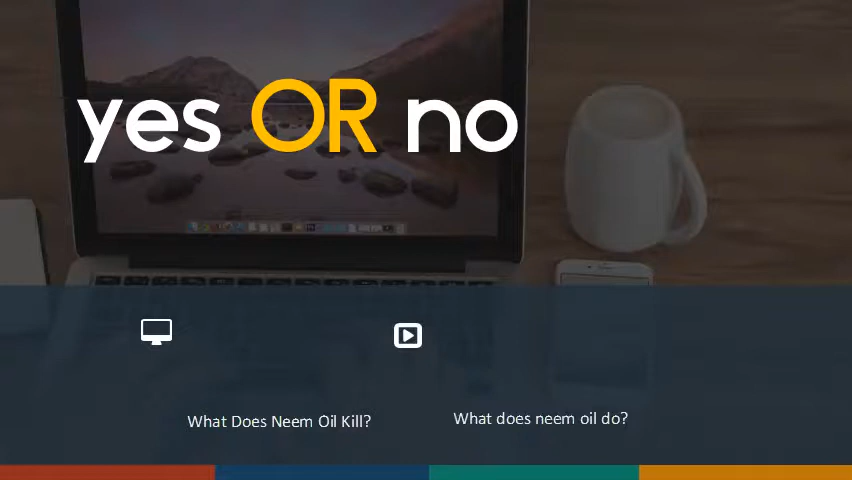 yes OR no
What Does Neem Oil Kill?
What does neem oil do?